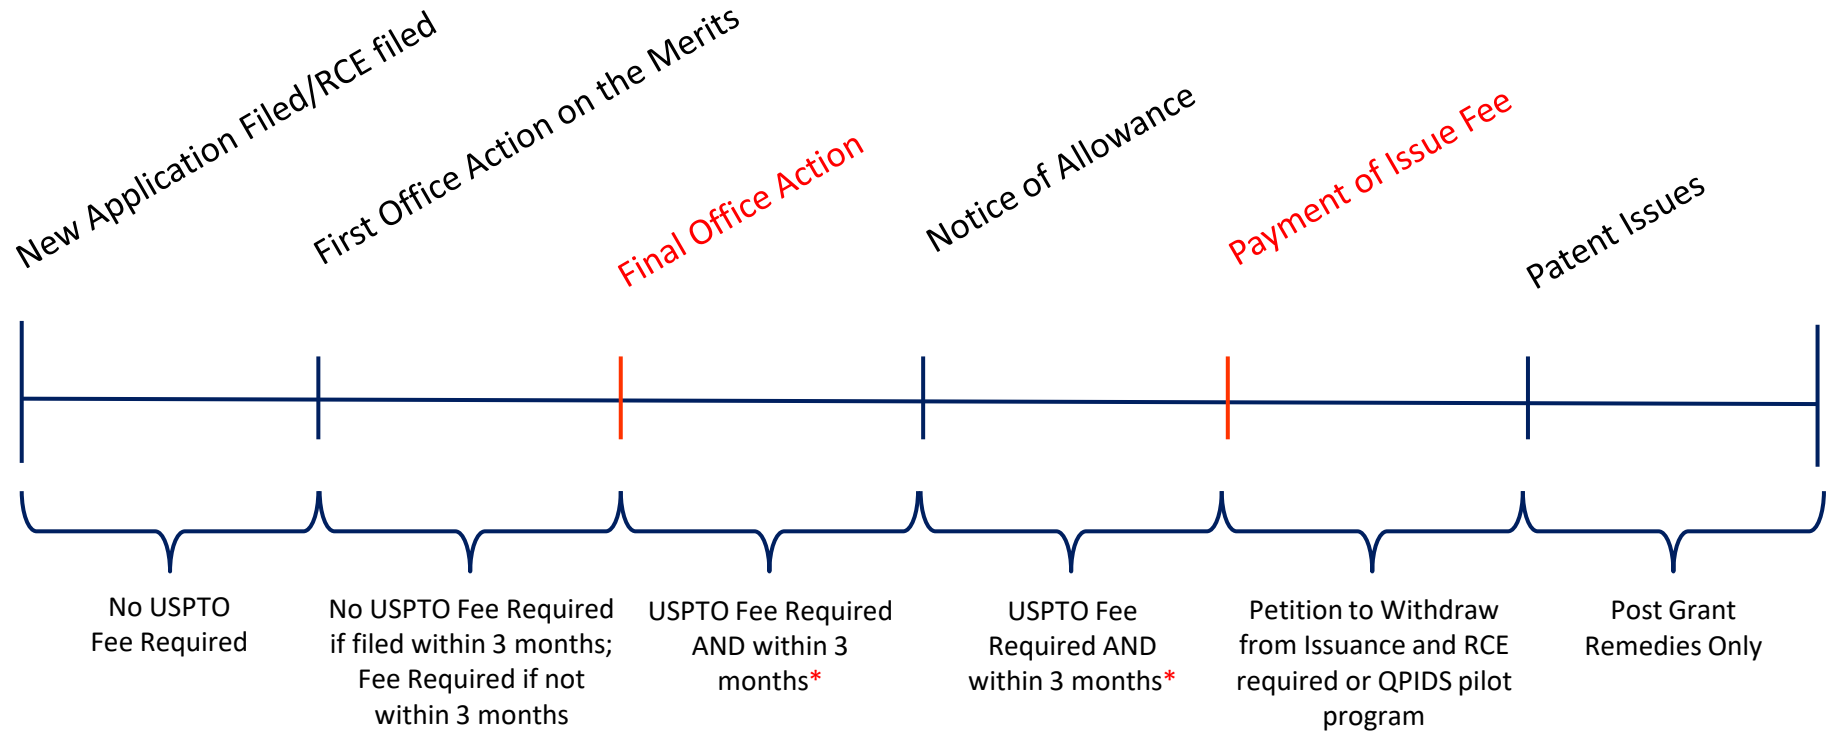 New Application Filed/RCE filed
First Office Action on the Merits
Final Office Action
Notice of Allowance
Payment of Issue Fee
Patent Issues
No USPTO
Fee Required
No USPTO Fee Required
if filed within 3 months;
Fee Required if not
within 3 months
USPTO Fee Required
AND within 3
months*
USPTO Fee
Required AND
within 3 months*
Petition to Withdraw
from Issuance and RCE
required or QPIDS pilot
program
Post Grant
Remedies Only